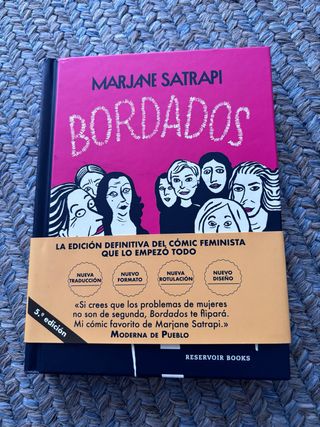 MARJANE SATRAPI
BORDADOS
LA EDICIÓN DEFINITIVA DEL CÓMIC FEMINISTA
QUE LO EMPEZÓ TODO
NUEVA
TRADUCCIÓN
NUEVO
FORMATO
NUEVA
ROTULACIÓN
NUEVO
DISEÑO
5.ª edición
«Si crees que los problemas de mujeres
no son de segunda, Bordados te flipará.
Mi cómic favorito de Marjane Satrapi.»
MODERNA DE PUEBLO
RESERVOIR BOOKS